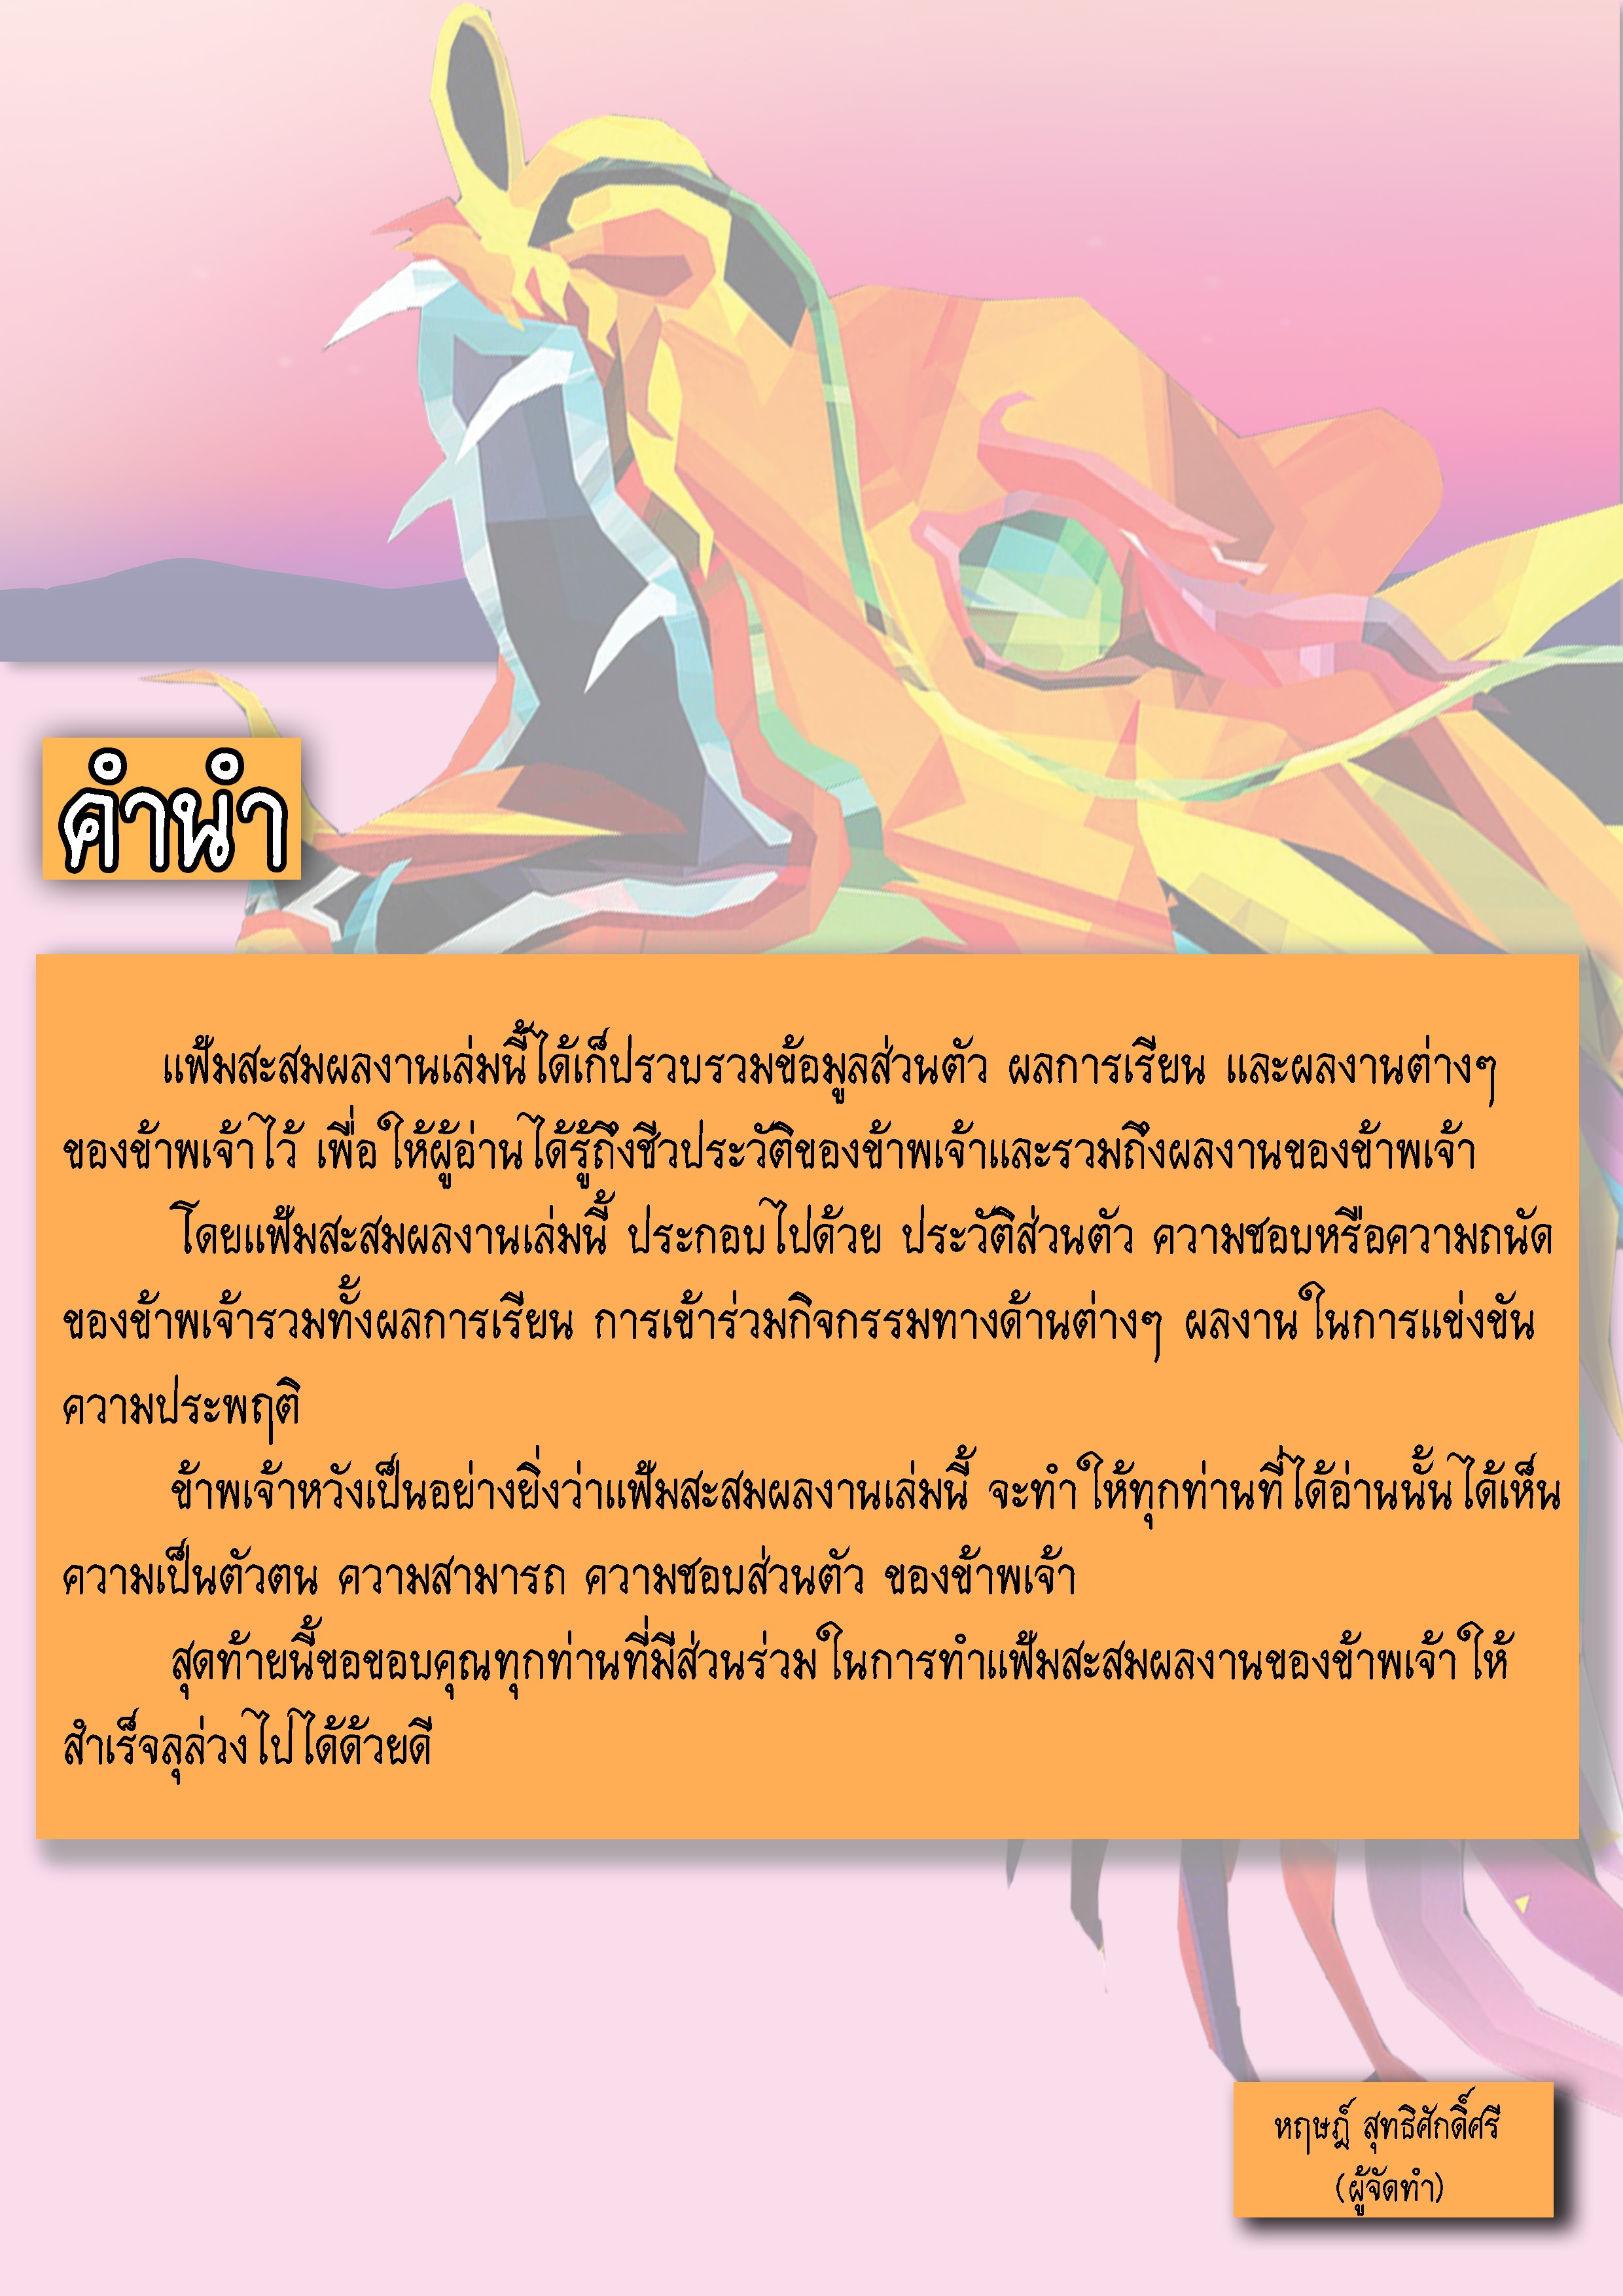 คำนำ
แฟ้มสะสมผลงานเล่มนี้ได้เก็บรวบรวมข้อมูลส่วนตัว ผลการเรียน และผลงานต่างๆ
ของข้าพเจ้าไว้ เพื่อให้ผู้อ่านได้รู้ถึงชีวประวัติของข้าพเจ้าและรวมถึงผลงานของข้าพเจ้า
โดยแฟ้มสะสมผลงานเล่มนี้ ประกอบไปด้วย ประวัติส่วนตัว ความชอบหรือความถนัด
ของข้าพเจ้ารวมทั้งผลการเรียน การเข้าร่วมกิจกรรมทางด้านต่างๆ ผลงานในการแข่งขัน
ความประพฤติ
ข้าพเจ้าหวังเป็นอย่างยิ่งว่าแฟ้มสะสมผลงานเล่มนี้ จะทำให้ทุกท่านที่ได้อ่านนั้นได้เห็น
ความเป็นตัวตน ความสามารถ ความชอบส่วนตัว ของข้าพเจ้า
สุดท้ายนี้ขอขอบคุณทุกท่านที่มีส่วนร่วมในการทำแฟ้มสะสมผลงานของข้าพเจ้าให้
สำเร็จลุล่วงไปได้ด้วยดี
หฤษฎ์ สุทธิศักดิ์ศรี
(ผู้จัดทำ)